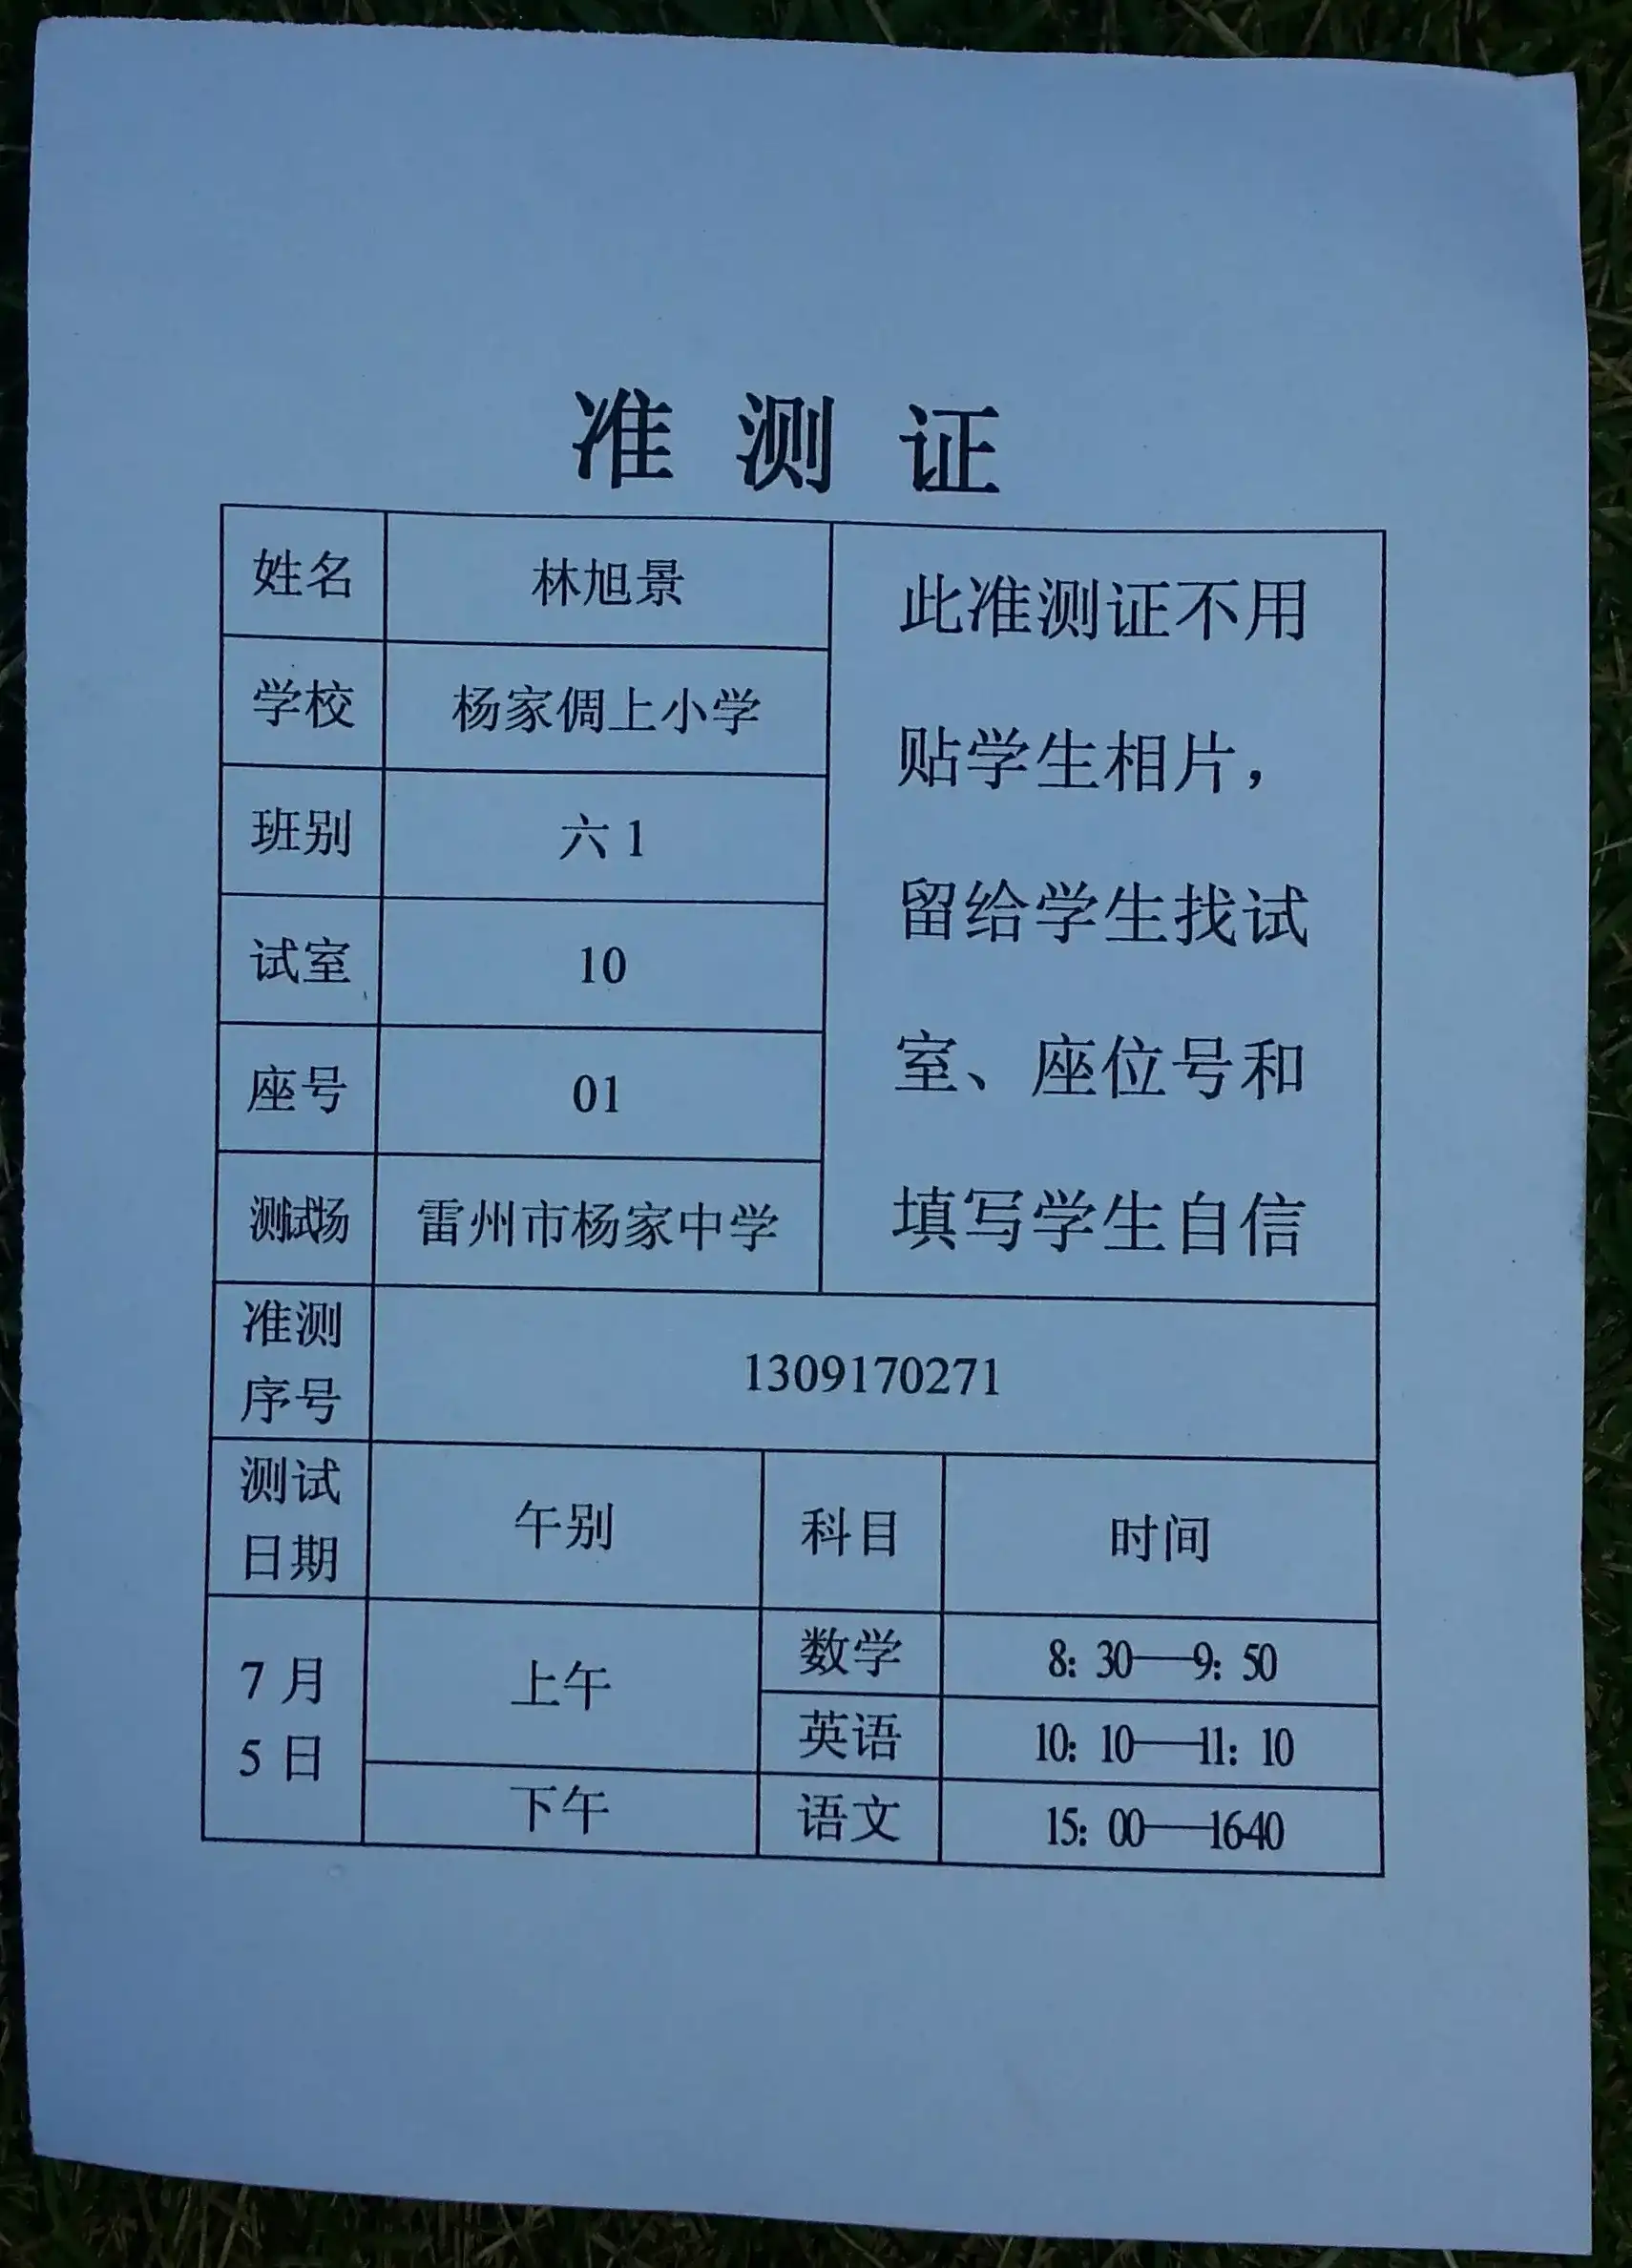 准测证
姓名 林旭景
学校 杨家倜上小学
班别 六1
试室 10
座号 01
测试场 雷州市杨家中学
此准测证不用
贴学生相片，
留给学生找试
室、座位号和
填写学生自信
准测
序号
1309170271
测试
日期
午别 科目 时间
7月
5日
上午
数学 8：30——9：50
英语 10：10——11：10
下午 语文 15：00——1640